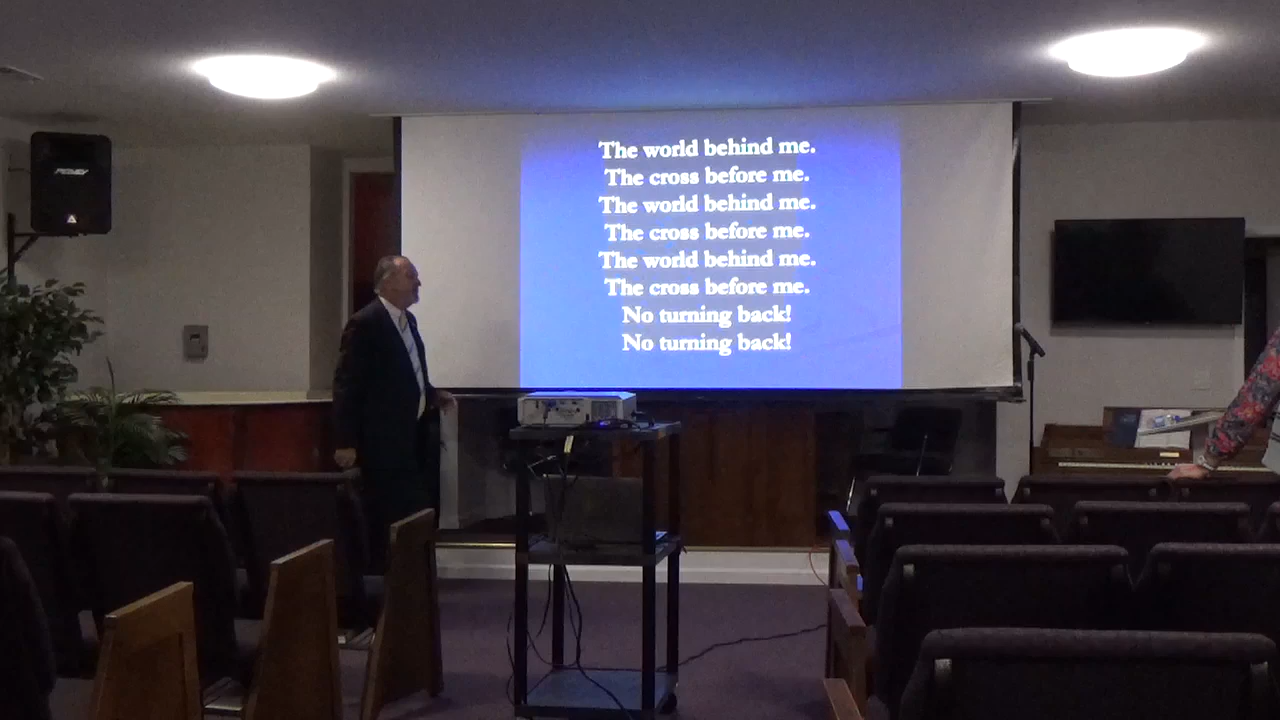 The world behind me.
The cross before me.
The world behind me.
The cross before me.
The world behind me.
The cross before me.
No turning back!
No turning back!
PEAVEY